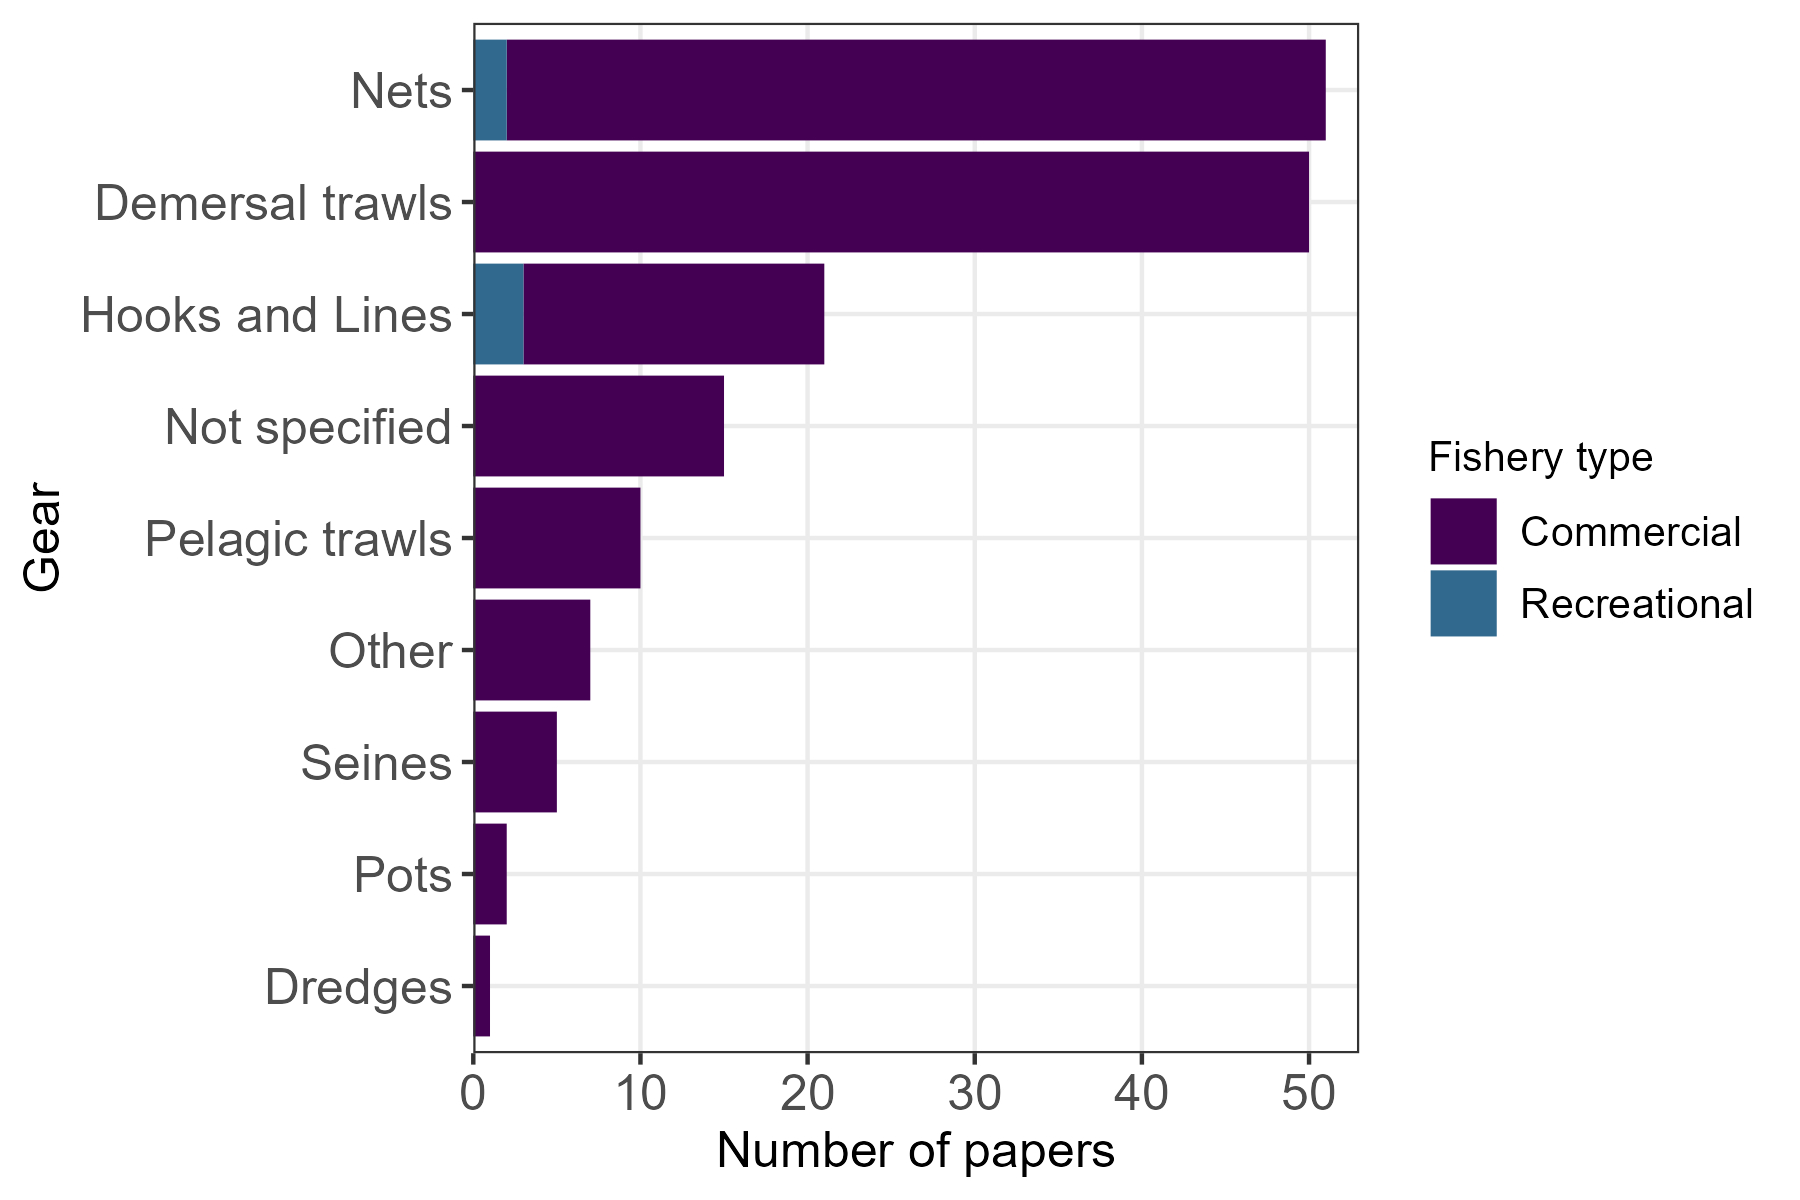 Nets
Demersal trawls
Hooks and Lines
Not specified
Pelagic trawls
Other
Seines
Pots
Dredges
Gear
0 10 20 30 40 50
Number of papers
Fishery type
Commercial
Recreational